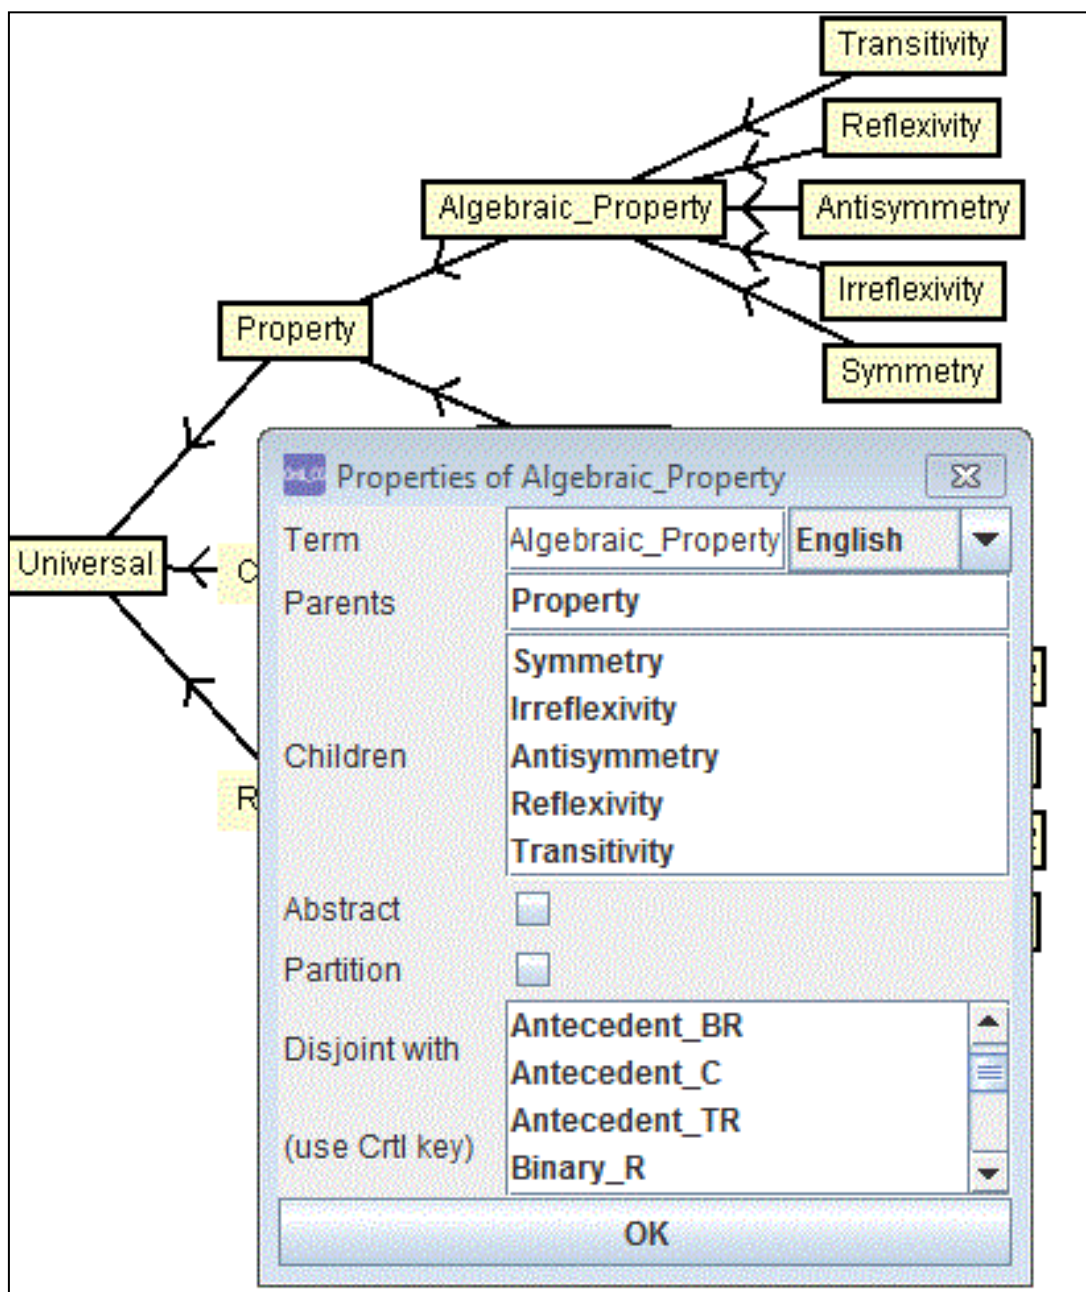 Transitivity
Reflexivity
Algebraic_Property
Antisymmetry
Irreflexivity
Property
Symmetry
Properties of Algebraic_Property
Term Algebraic_Property English
Universal
C
Parents Property
Symmetry
Irreflexivity
Children Antisymmetry
Reflexivity
R
Transitivity
Abstract
Partition
Disjoint with
Antecedent_BR
Antecedent_C
Antecedent_TR
(use Crtl key)
Binary_R
OK